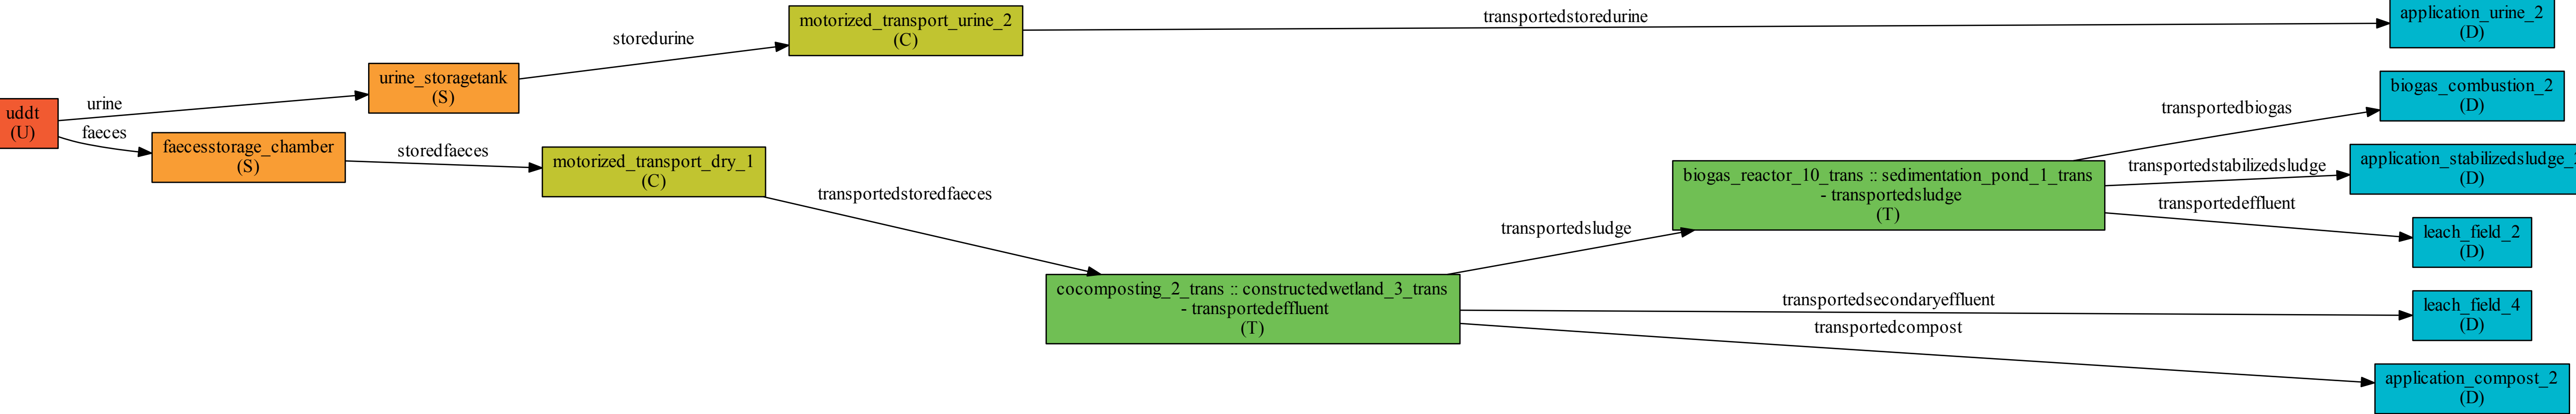 uddt
(U)
urine
faeces
urine_storagetank
(S)
faecesstorage_chamber
(S)
storedurine
storedfaeces
motorized_transport_urine_2
(C)
motorized_transport_dry_1
(C)
transportedstoredurine
transportedstoredfaeces
cocomposting_2_trans :: constructedwetland_3_trans
- transportedeffluent
(T)
transportedsludge
transportedsecondaryeffluent
transportedcompost
biogas_reactor_10_trans :: sedimentation_pond_1_trans
- transportedsludge
(T)
transportedbiogas
transportedstabilizedsludge
transportedeffluent
application_urine_2
(D)
biogas_combustion_2
(D)
application_stabilizedsludge_
(D)
leach_field_2
(D)
leach_field_4
(D)
application_compost_2
(D)